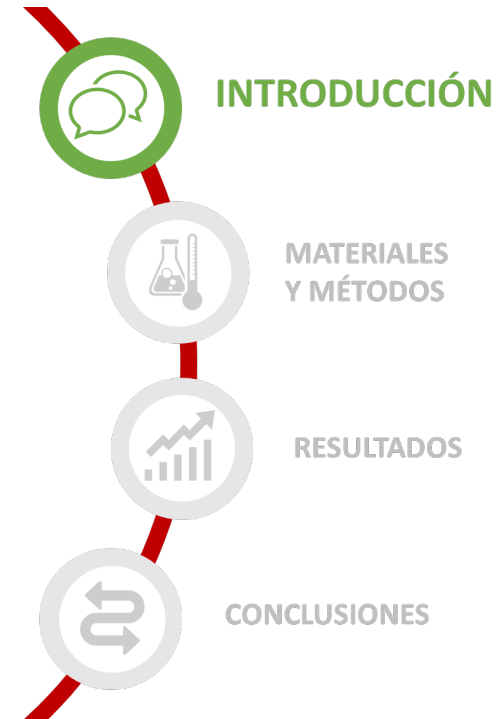 INTRODUCCIÓN
MATERIALES
Y MÉTODOS
RESULTADOS
CONCLUSIONES